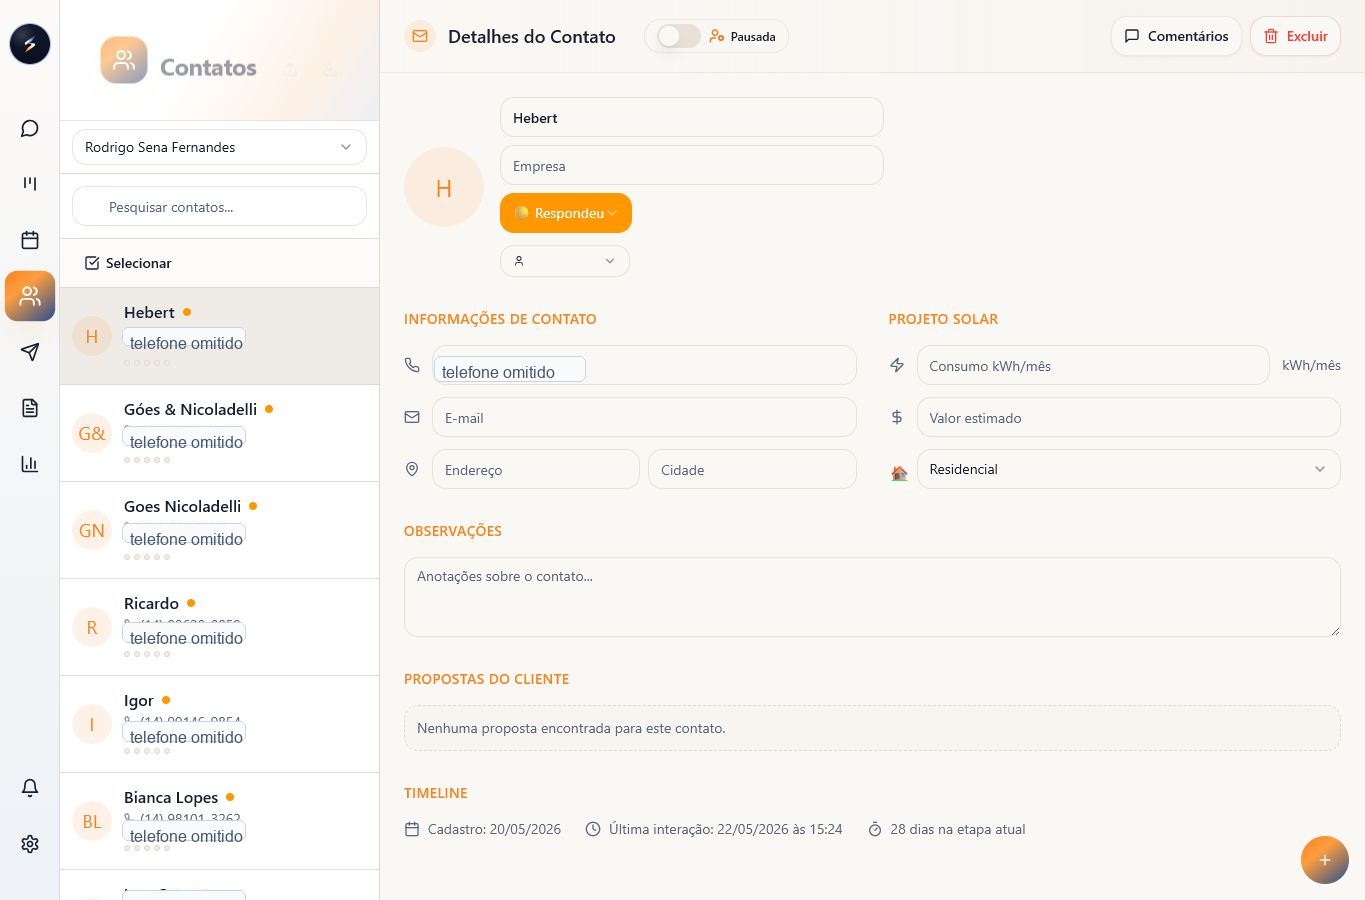 Contatos
Rodrigo Sena Fernandes
Pesquisar contatos...
Selecionar
H
Hebert
telefone omitido
G&
Góes & Nicoladelli
telefone omitido
GN
Goes Nicoladelli
telefone omitido
R
Ricardo
telefone omitido
I
Igor
telefone omitido
BL
Bianca Lopes
telefone omitido
Detalhes do Contato
Pausada
Comentários
Excluir
H
Hebert
Empresa
Respondeu
INFORMAÇÕES DE CONTATO
telefone omitido
E-mail
Endereço
Cidade
PROJETO SOLAR
Consumo kWh/mês
kWh/mês
Valor estimado
Residencial
OBSERVAÇÕES
Anotações sobre o contato...
PROPOSTAS DO CLIENTE
Nenhuma proposta encontrada para este contato.
TIMELINE
Cadastro: 20/05/2026
Última interação: 22/05/2026 às 15:24
28 dias na etapa atual